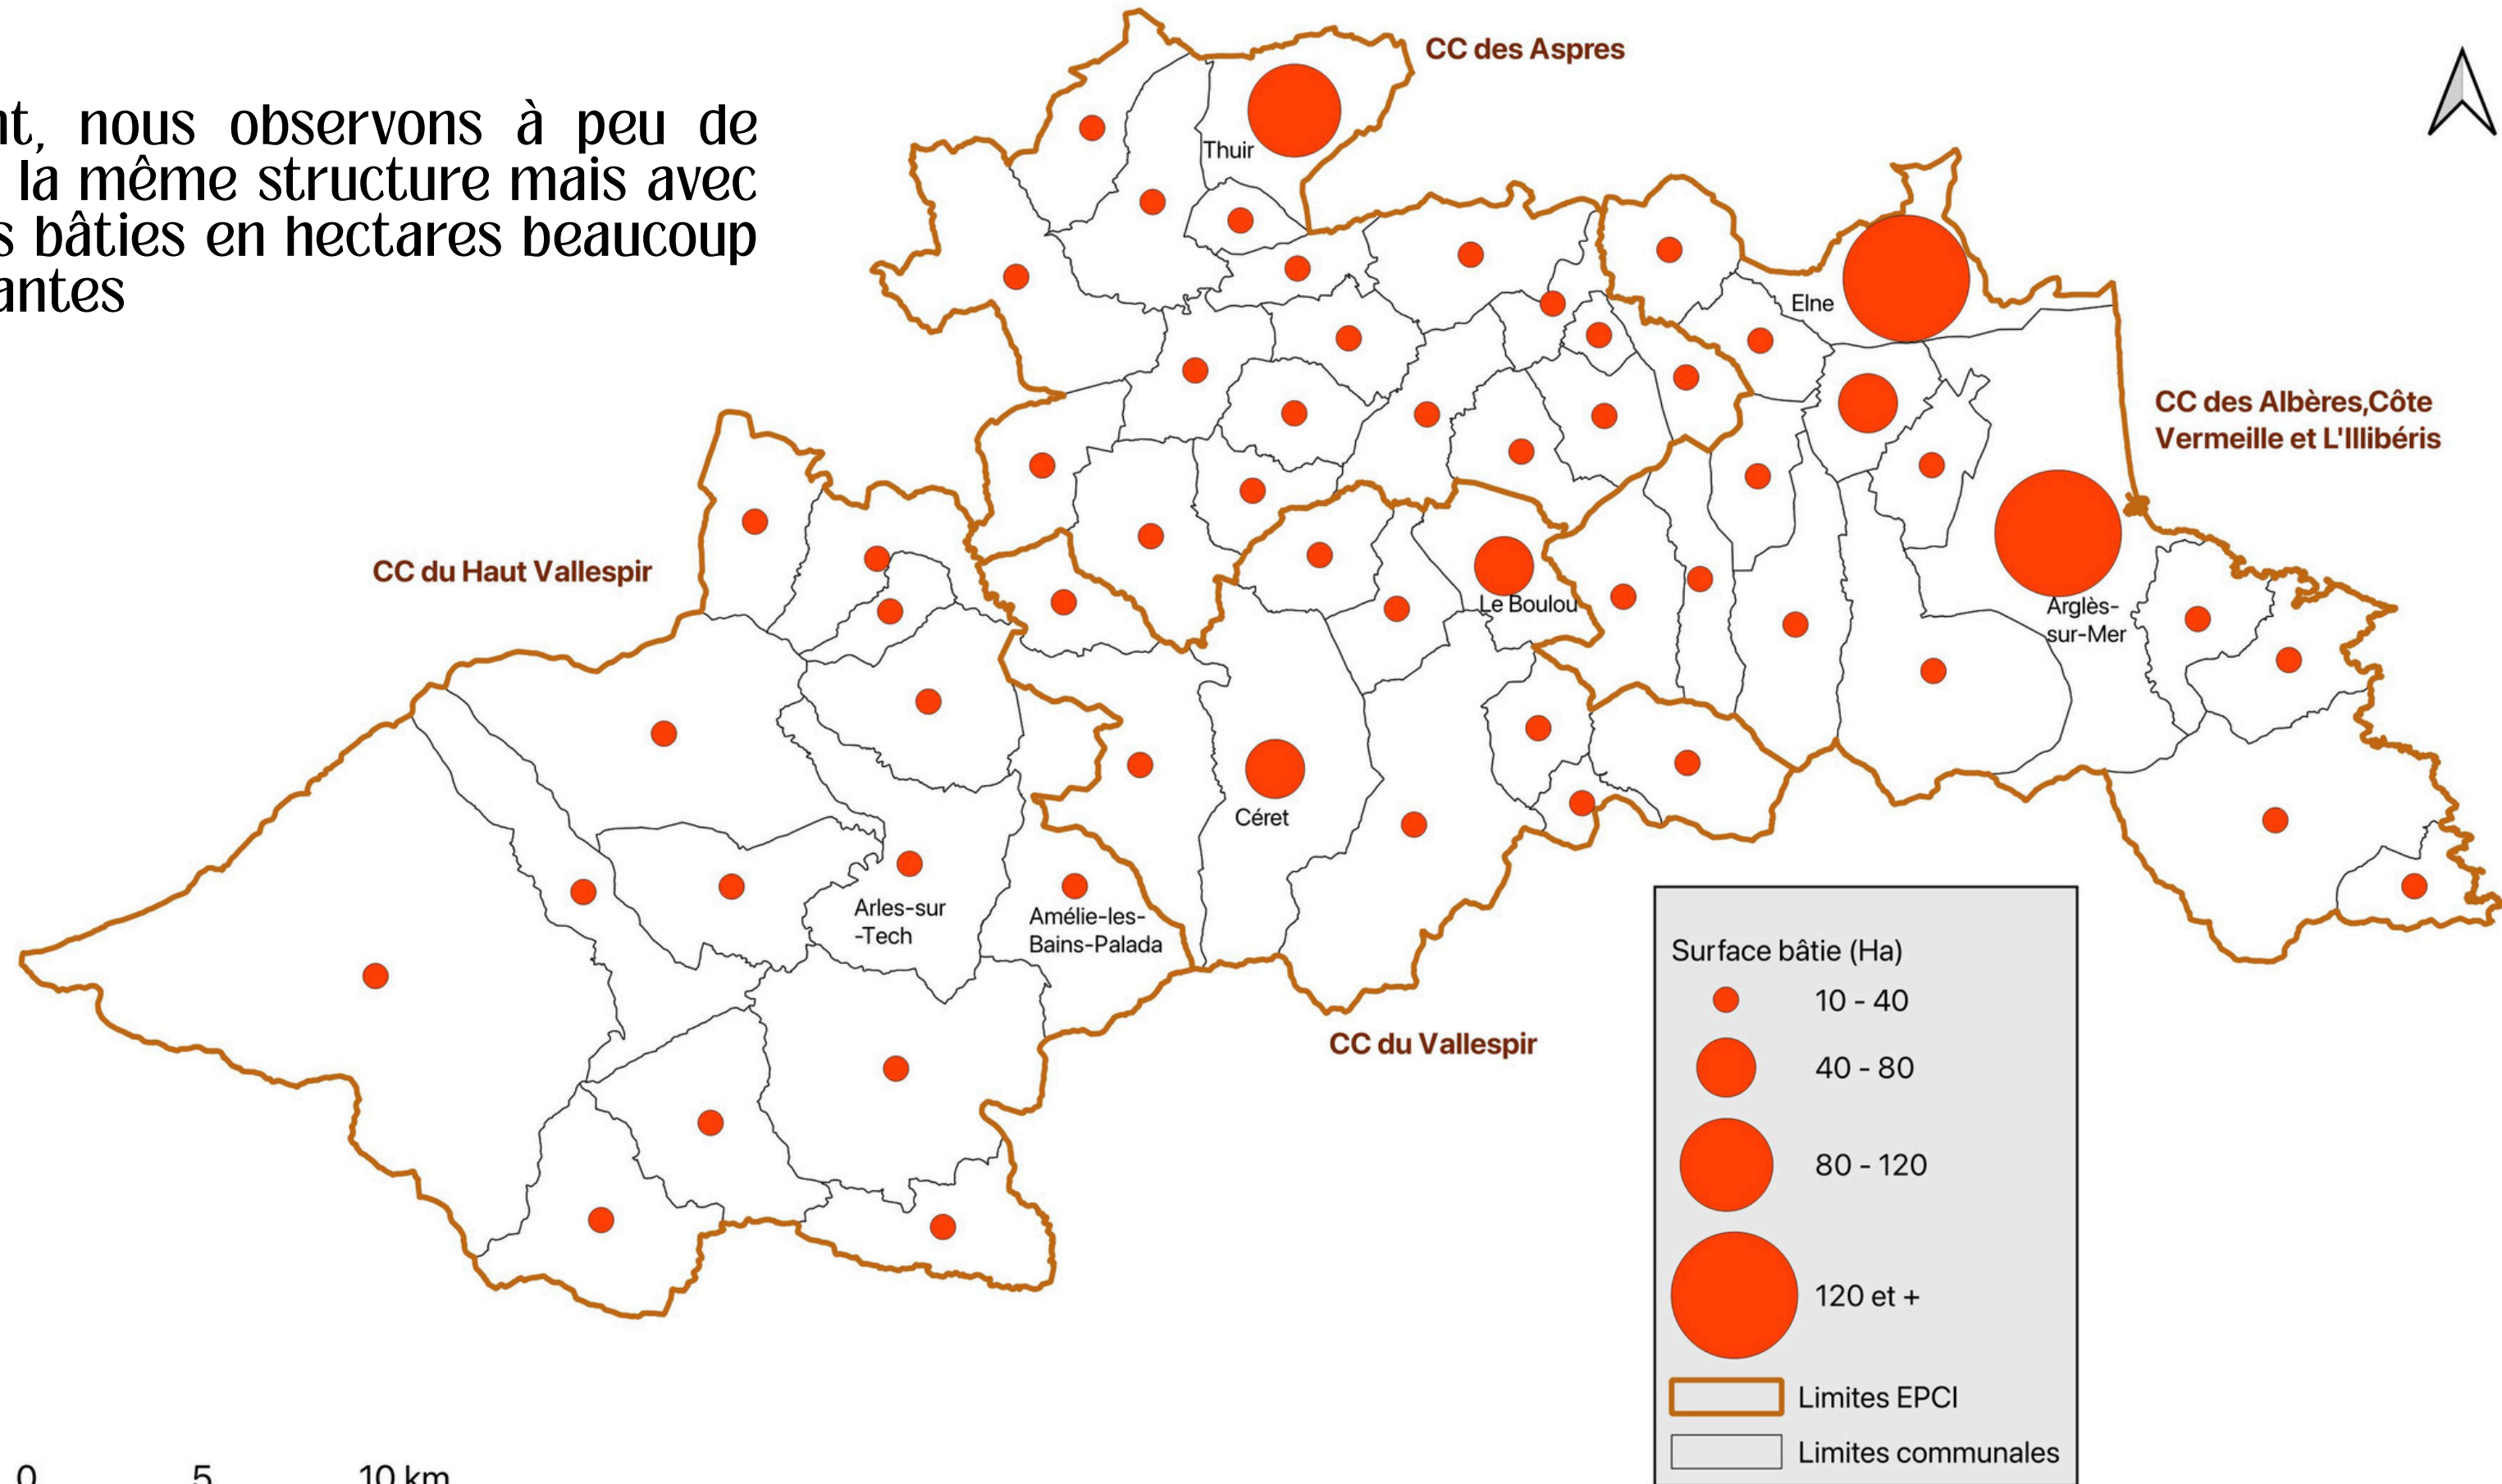 nt, nous observons à peu de
la même structure mais avec
s bâties en hectares beaucoup
antes
CC des Aspres
Thuir
Elne
CC des Albères,Côte
Vermeille et L'Illibéris
CC du Haut Vallespir
Le Boulou
Arglès-
sur-Mer
Céret
Arles-sur
-Tech
Amélie-les-
Bains-Palada
CC du Vallespir
Surface bâtie (Ha)
10 - 40
40 - 80
80 - 120
120 et +
Limites EPCI
Limites communales
0 5 10 km